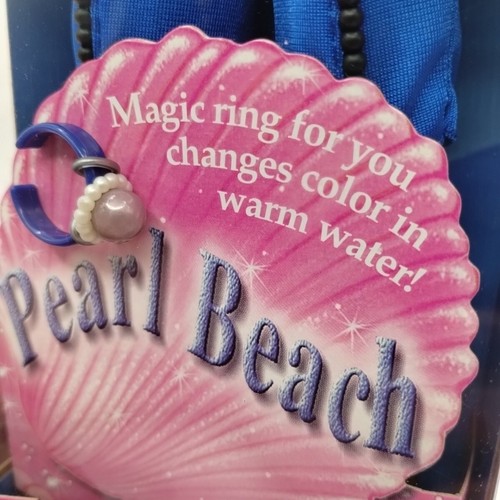 Magic ring for you
changes color in
warm water!
Pearl Beach